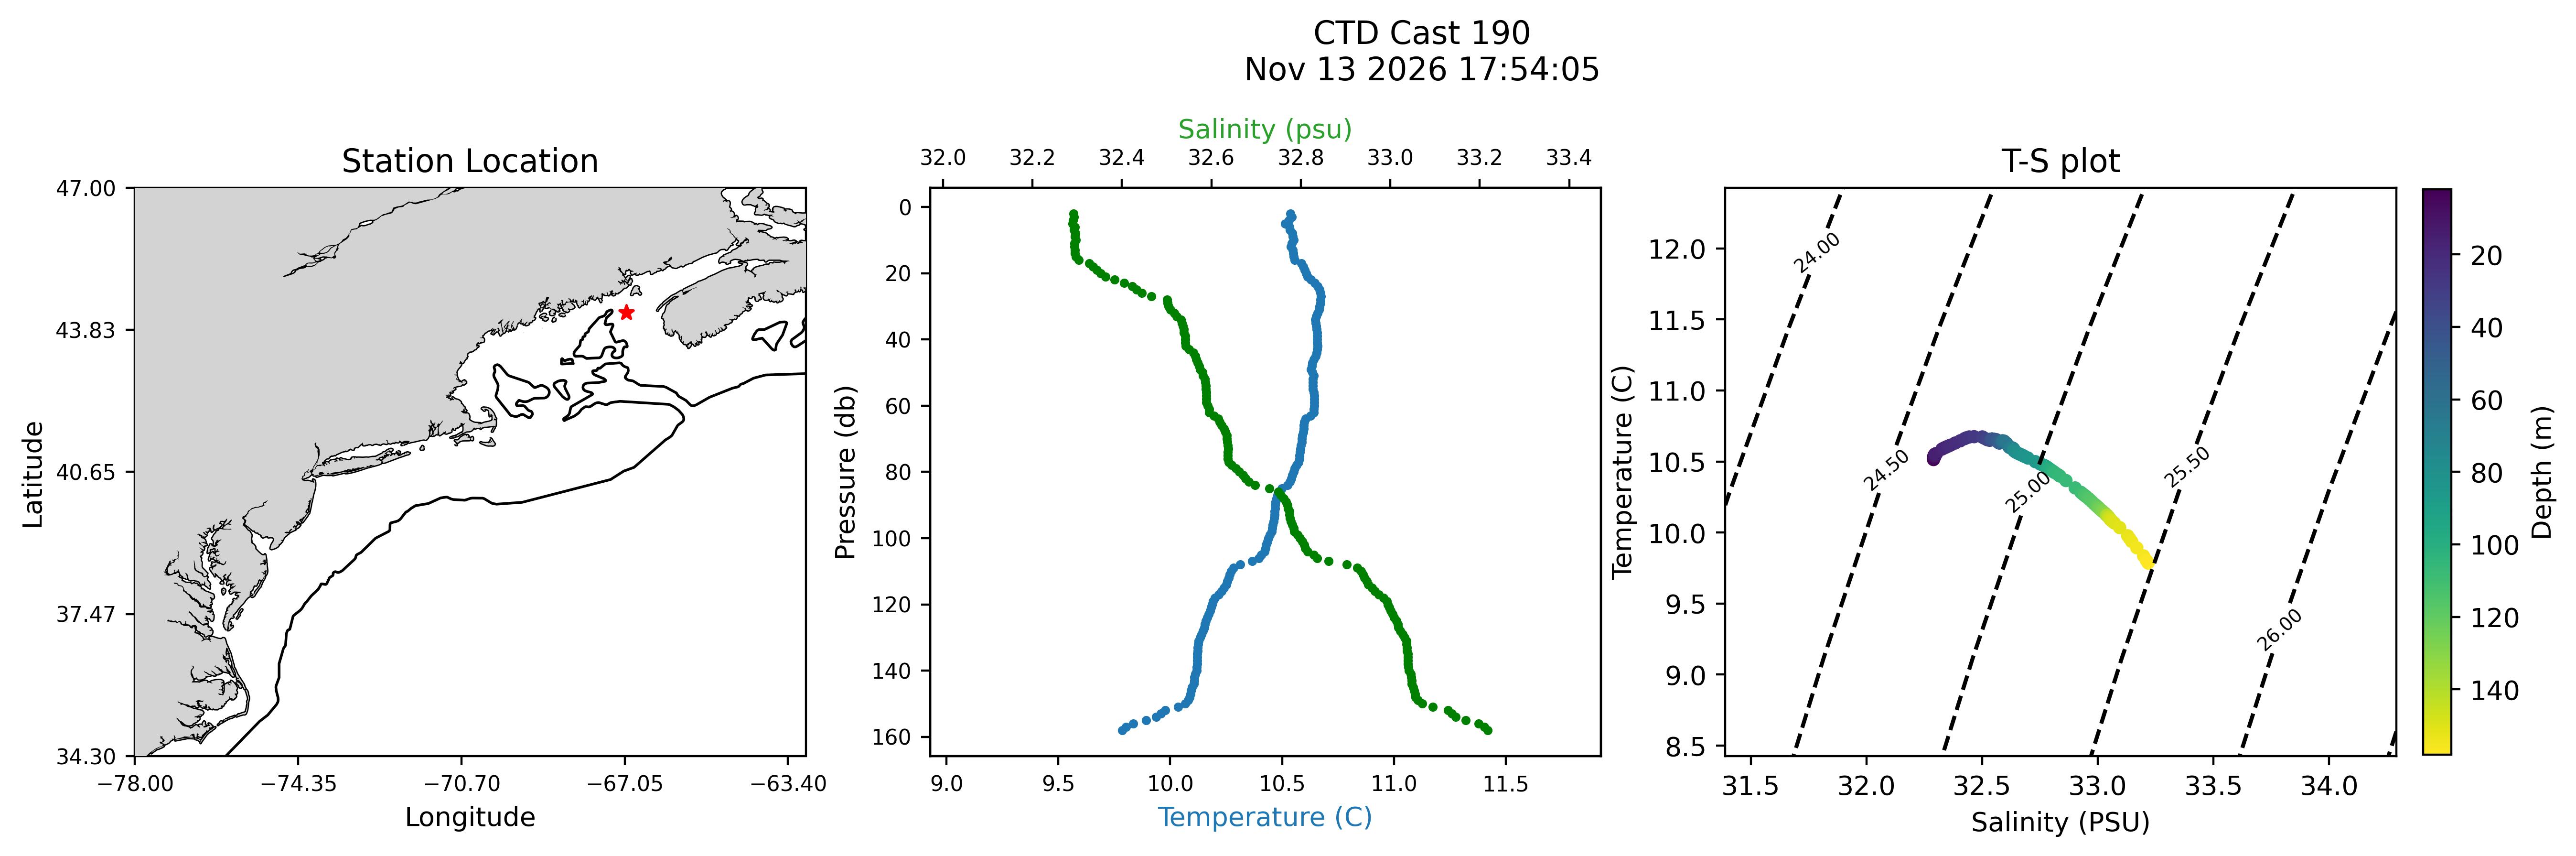 CTD Cast 190
Nov 13 2026 17:54:05
Station Location
Latitude
47.00
43.83
40.65
37.47
34.30
−78.00 −74.35 −70.70 −67.05 −63.40
Longitude
Salinity (psu)
32.0 32.2 32.4 32.6 32.8 33.0 33.2 33.4
Pressure (db)
0
20
40
60
80
100
120
140
160
9.0 9.5 10.0 10.5 11.0 11.5
Temperature (C)
T-S plot
Temperature (C)
12.0
11.5
11.0
10.5
10.0
9.5
9.0
8.5
24.00
24.50
25.00
25.50
26.00
31.5 32.0 32.5 33.0 33.5 34.0
Salinity (PSU)
20
40
60
80
100
120
140
Depth (m)